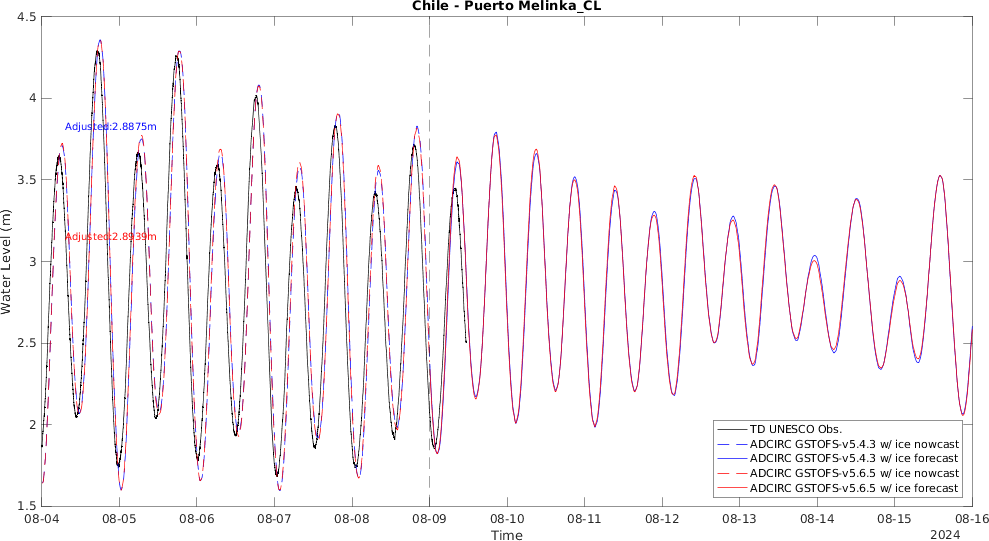 Chile - Puerto Melinka_CL
Water Level (m)
4.5
4
3.5
3
2.5
2
1.5
Adjusted:2.8875m
Adjusted:2.8939m
TD UNESCO Obs.
ADCIRC GSTOFS-v5.4.3 w/ ice nowcast
ADCIRC GSTOFS-v5.4.3 w/ ice forecast
ADCIRC GSTOFS-v5.6.5 w/ ice nowcast
ADCIRC GSTOFS-v5.6.5 w/ ice forecast
08-04 08-05 08-06 08-07 08-08 08-09 08-10 08-11 08-12 08-13 08-14 08-15 08-16
Time
2024